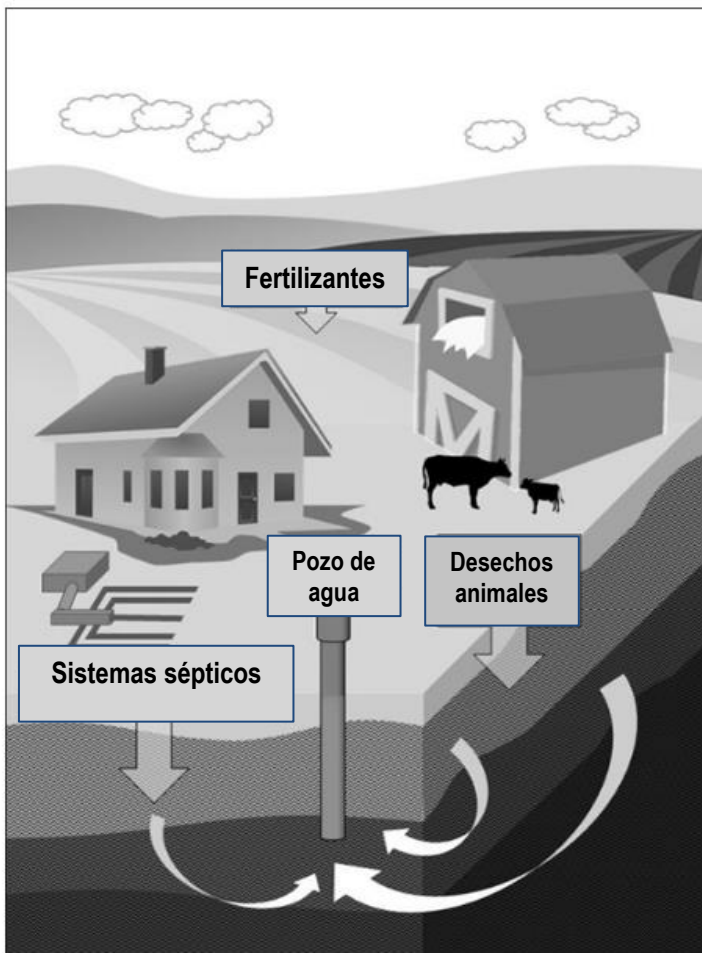 Fertilizantes
Pozo de
agua
Desechos
animales
Sistemas sépticos